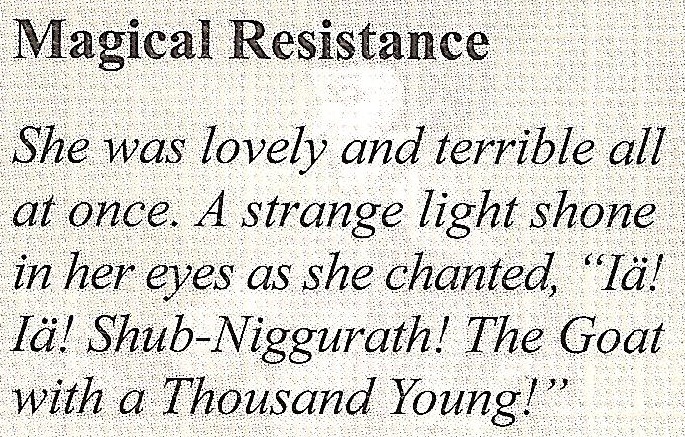 Magical Resistance
She was lovely and terrible all
at once. A strange light shone
in her eyes as she chanted, “Iä!
Iä! Shub-Niggurath! The Goat
with a Thousand Young!”